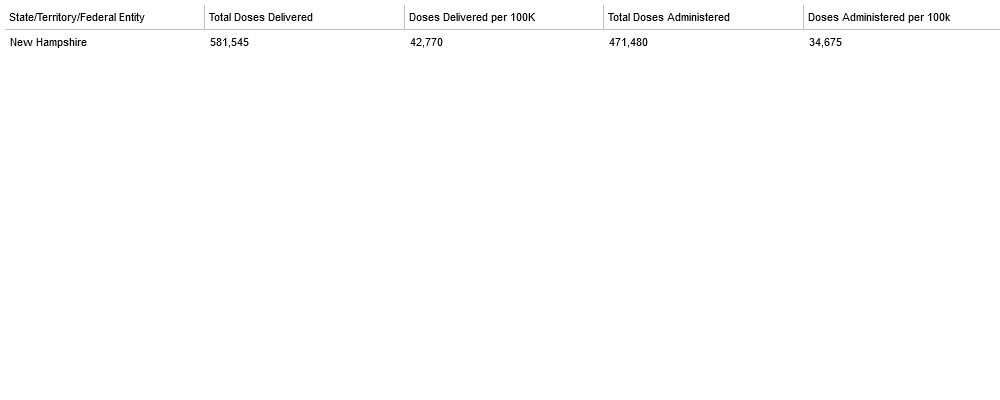 State/Territory/Federal Entity Total Doses Delivered Doses Delivered per 100K Total Doses Administered Doses Administered per 100k
New Hampshire 581,545 42,770 471,480 34,675